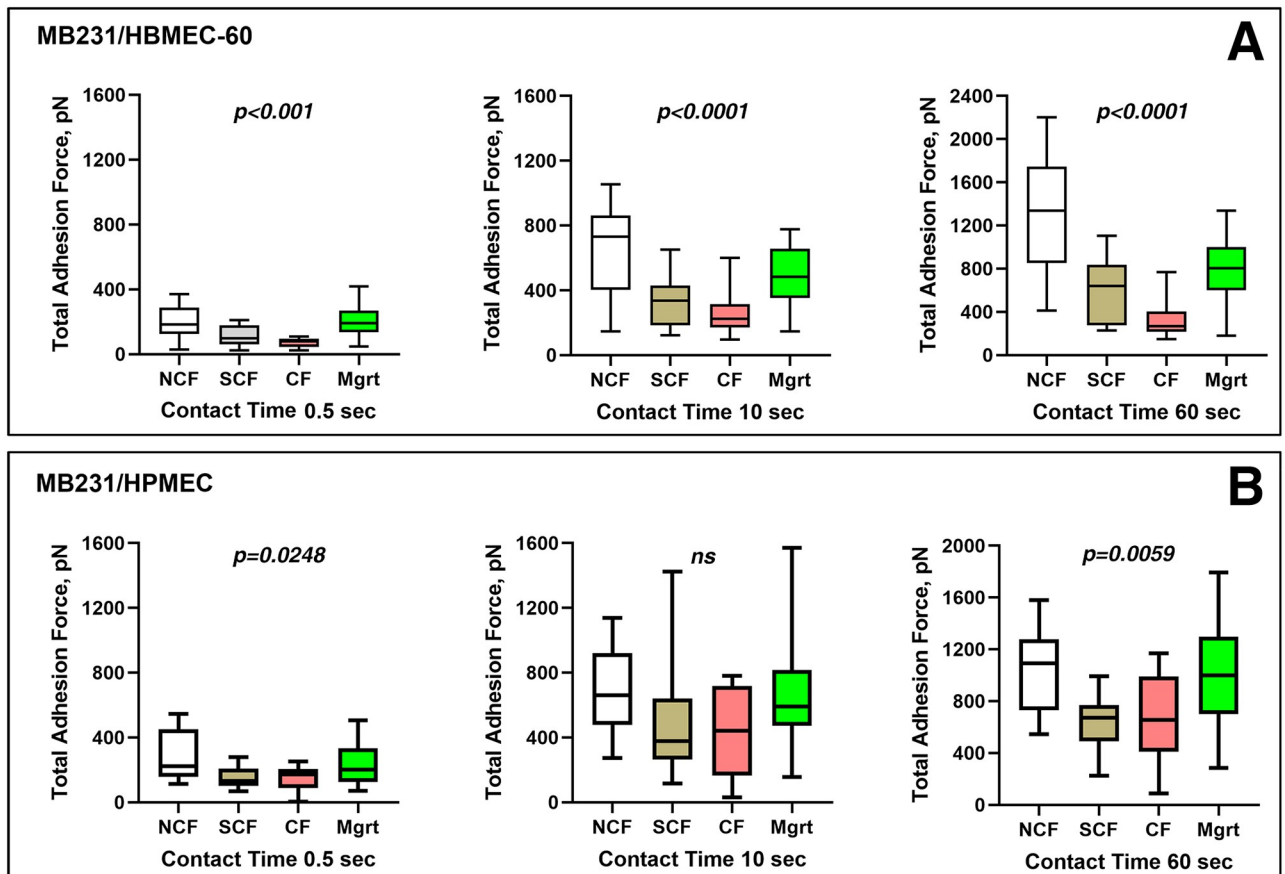 MB231/HBMEC-60
A
Total Adhesion Force, pN
1600
1200
800
400
0
p<0.001
NCF SCF CF Mgrt
Contact Time 0.5 sec
Total Adhesion Force, pN
1600
1200
800
400
0
p<0.0001
NCF SCF CF Mgrt
Contact Time 10 sec
Total Adhesion Force, pN
2400
2000
1600
1200
800
400
0
p<0.0001
NCF SCF CF Mgrt
Contact Time 60 sec
MB231/HPMEC
B
Total Adhesion Force, pN
1600
1200
800
400
0
p=0.0248
NCF SCF CF Mgrt
Contact Time 0.5 sec
Total Adhesion Force, pN
1600
1200
800
400
0
ns
NCF SCF CF Mgrt
Contact Time 10 sec
Total Adhesion Force, pN
2000
1600
1200
800
400
0
p=0.0059
NCF SCF CF Mgrt
Contact Time 60 sec